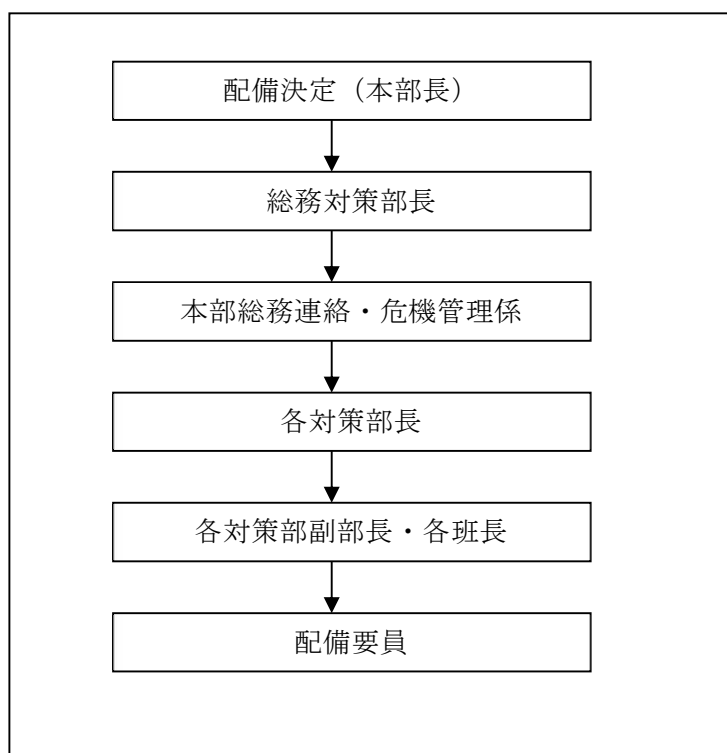 配備決定（本部長）
総務対策部長
本部総務連絡・危機管理係
各対策部長
各対策部副部長・各班長
配備要員